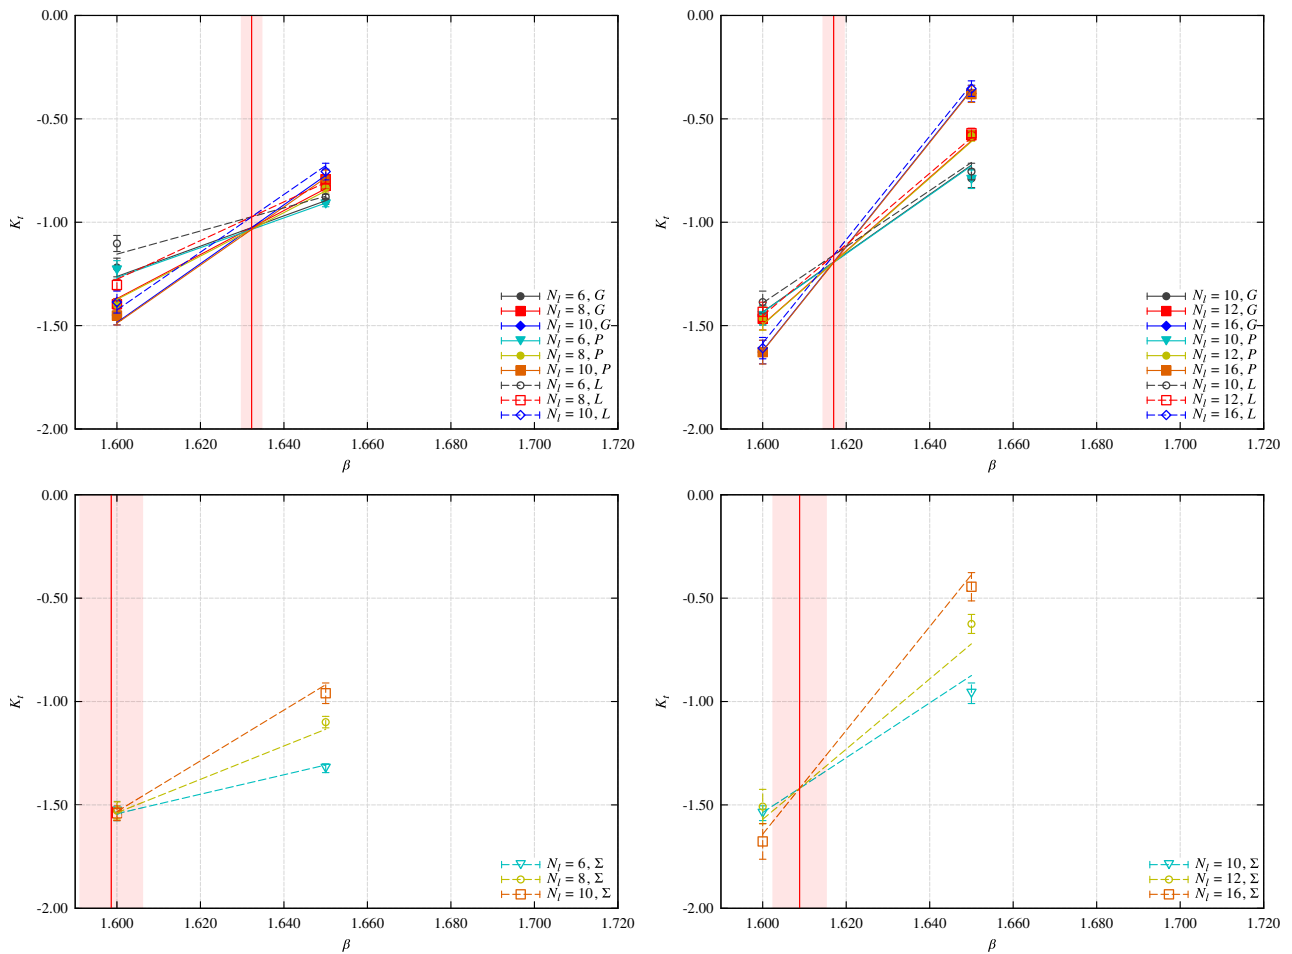 0.00
-0.50
-1.00
-1.50
-2.00
K_t
1.600 1.620 1.640 1.660 1.680 1.700 1.720
β
N_l = 6, G
N_l = 8, G
N_l = 10, G
N_l = 6, P
N_l = 8, P
N_l = 10, P
N_l = 6, L
N_l = 8, L
N_l = 10, L
0.00
-0.50
-1.00
-1.50
-2.00
K_t
1.600 1.620 1.640 1.660 1.680 1.700 1.720
β
N_l = 10, G
N_l = 12, G
N_l = 16, G
N_l = 10, P
N_l = 12, P
N_l = 16, P
N_l = 10, L
N_l = 12, L
N_l = 16, L
0.00
-0.50
-1.00
-1.50
-2.00
K_t
1.600 1.620 1.640 1.660 1.680 1.700 1.720
β
N_l = 6, Σ
N_l = 8, Σ
N_l = 10, Σ
0.00
-0.50
-1.00
-1.50
-2.00
K_t
1.600 1.620 1.640 1.660 1.680 1.700 1.720
β
N_l = 10, Σ
N_l = 12, Σ
N_l = 16, Σ